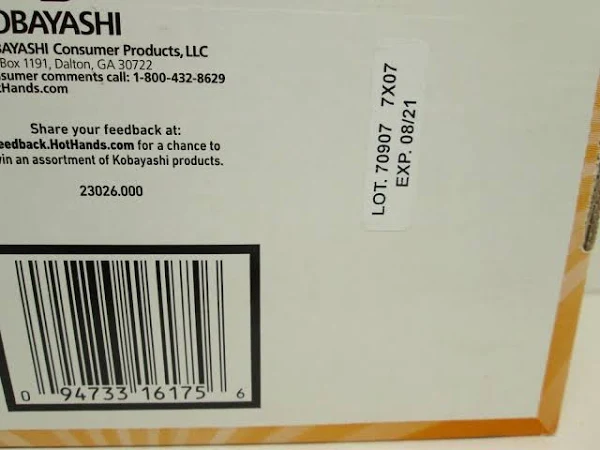 OBAYASHI
BAYASHI Consumer Products, LLC
Box 1191, Dalton, GA 30722
sumer comments call: 1-800-432-8629
tHands.com
Share your feedback at:
eedback.HotHands.com for a chance to
in an assortment of Kobayashi products.
23026.000
0 94733 16175 6
LOT. 70907 7X07
EXP. 08/21